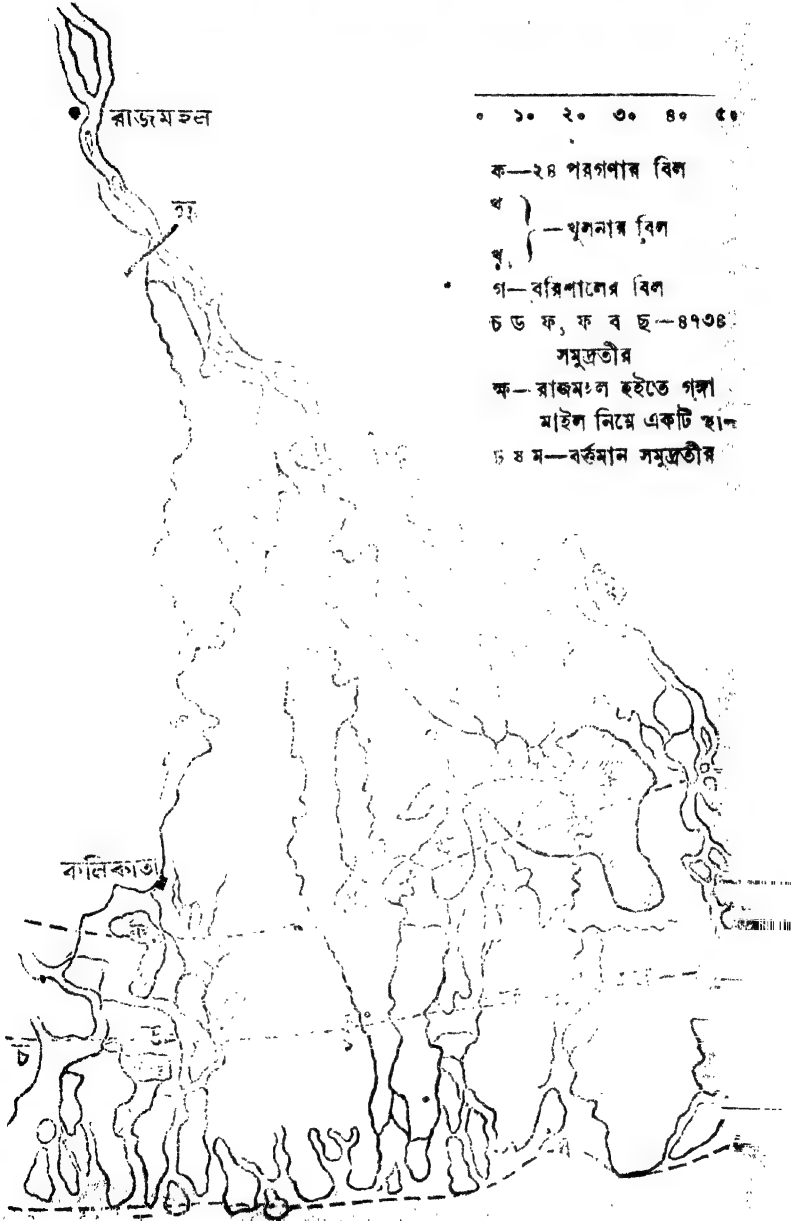 রাজমহল
০ ১০ ২০ ৩০ ৪০ ৫০
ক—২৪ পরগণার বিল
খ
—খুলনার বিল
খ,
গ—বরিশালের বিল
চ ড ফ, ফ ব ছ—৪৭৩৪
সমুদ্রতীর
ক্ষ—রাজমহল হইতে গঙ্গা
মাইল নিম্নে একটি স্থান
ষ ম—বর্ত্তমান সমুদ্রতীর
ক্ষ
কলিকাতা
ক
চ